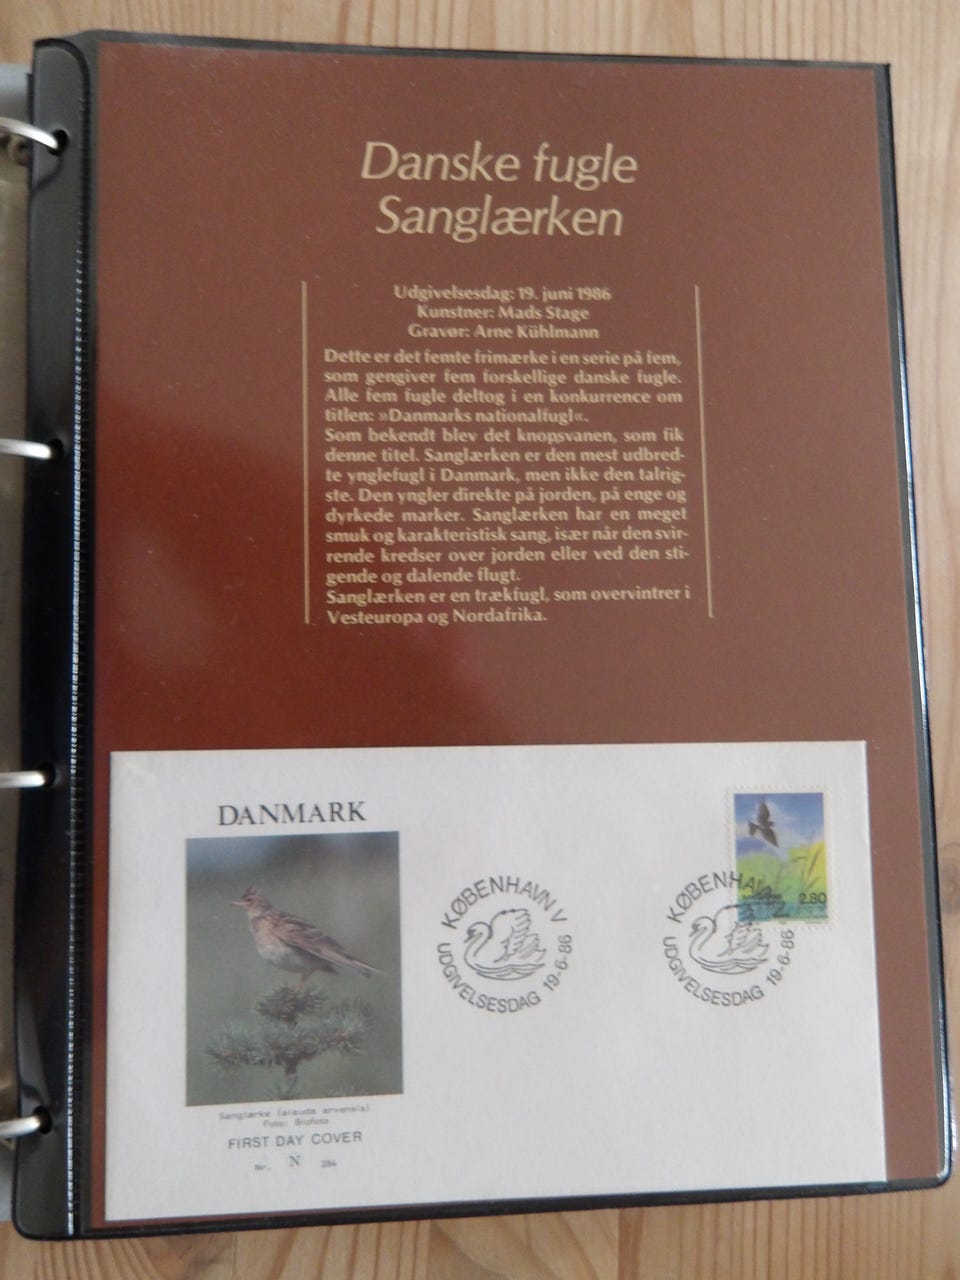 Danske fugle
Sanglærken
Udgivelsesdag: 19. juni 1986
Kunstner: Mads Stage
Gravør: Arne Kühlmann
Dette er det femte frimærke i en serie på fem,
som gengiver fem forskellige danske fugle.
Alle fem fugle deltog i en konkurrence om
titlen: »Danmarks nationalfugl«.
Som bekendt blev det knopsvanen, som fik
denne titel. Sanglærken er den mest udbred-
te ynglefugl i Danmark, men ikke den talrig-
ste. Den yngler direkte på jorden, på enge og
dyrkede marker. Sanglærken har en meget
smuk og karakteristisk sang, især når den svir-
rende kredser over jorden eller ved den sti-
gende og dalende flugt.
Sanglærken er en trækfugl, som overvintrer i
Vesteuropa og Nordafrika.
DANMARK
KØBENHAVN V
UDGIVELSESDAG 19-6-86
2.80
KØBENHAVN
UDGIVELSESDAG 19-6-86
Sanglærke (alauda arvensis)
Foto: Biofoto
FIRST DAY COVER
Nr. N 284